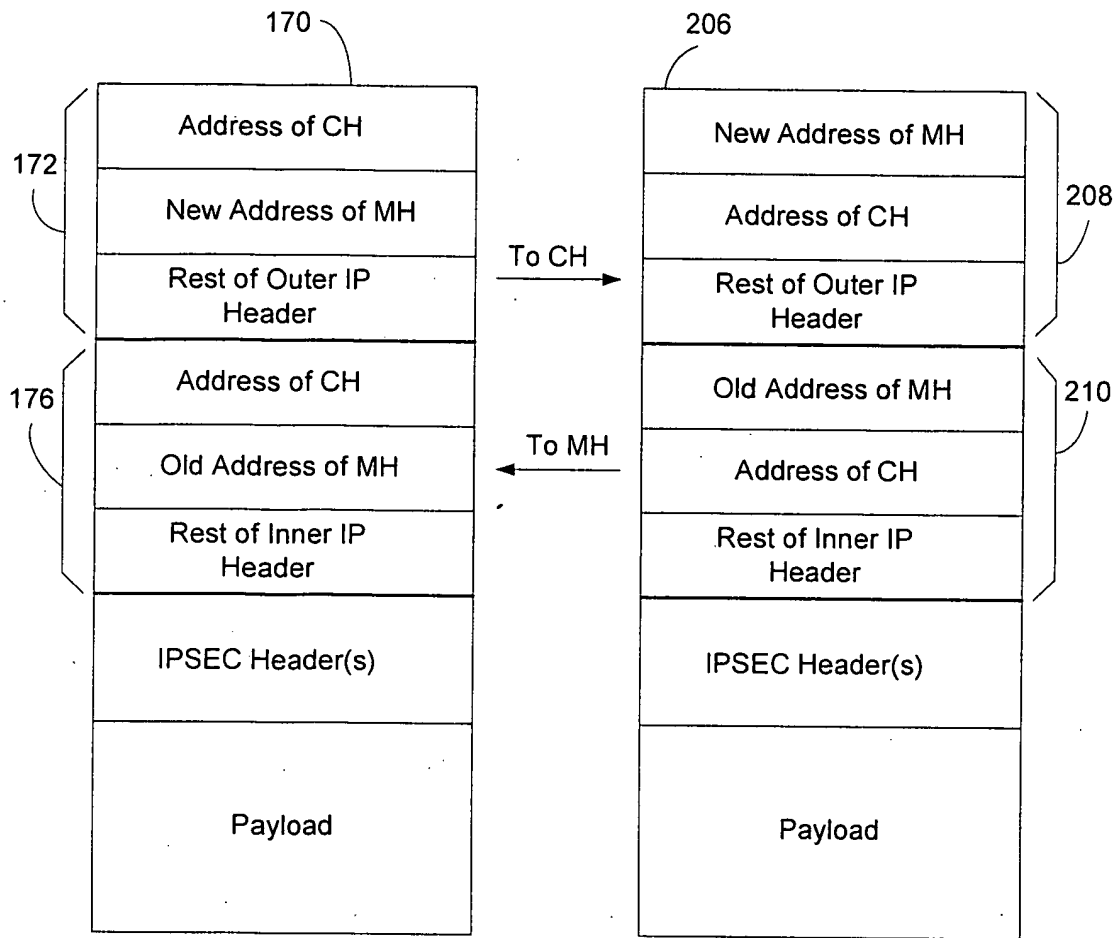 170
172
Address of CH
New Address of MH
Rest of Outer IP
Header
176
Address of CH
Old Address of MH
Rest of Inner IP
Header
IPSEC Header(s)
Payload
To CH
To MH
206
New Address of MH
208
Address of CH
Rest of Outer IP
Header
Old Address of MH
210
Address of CH
Rest of Inner IP
Header
IPSEC Header(s)
Payload